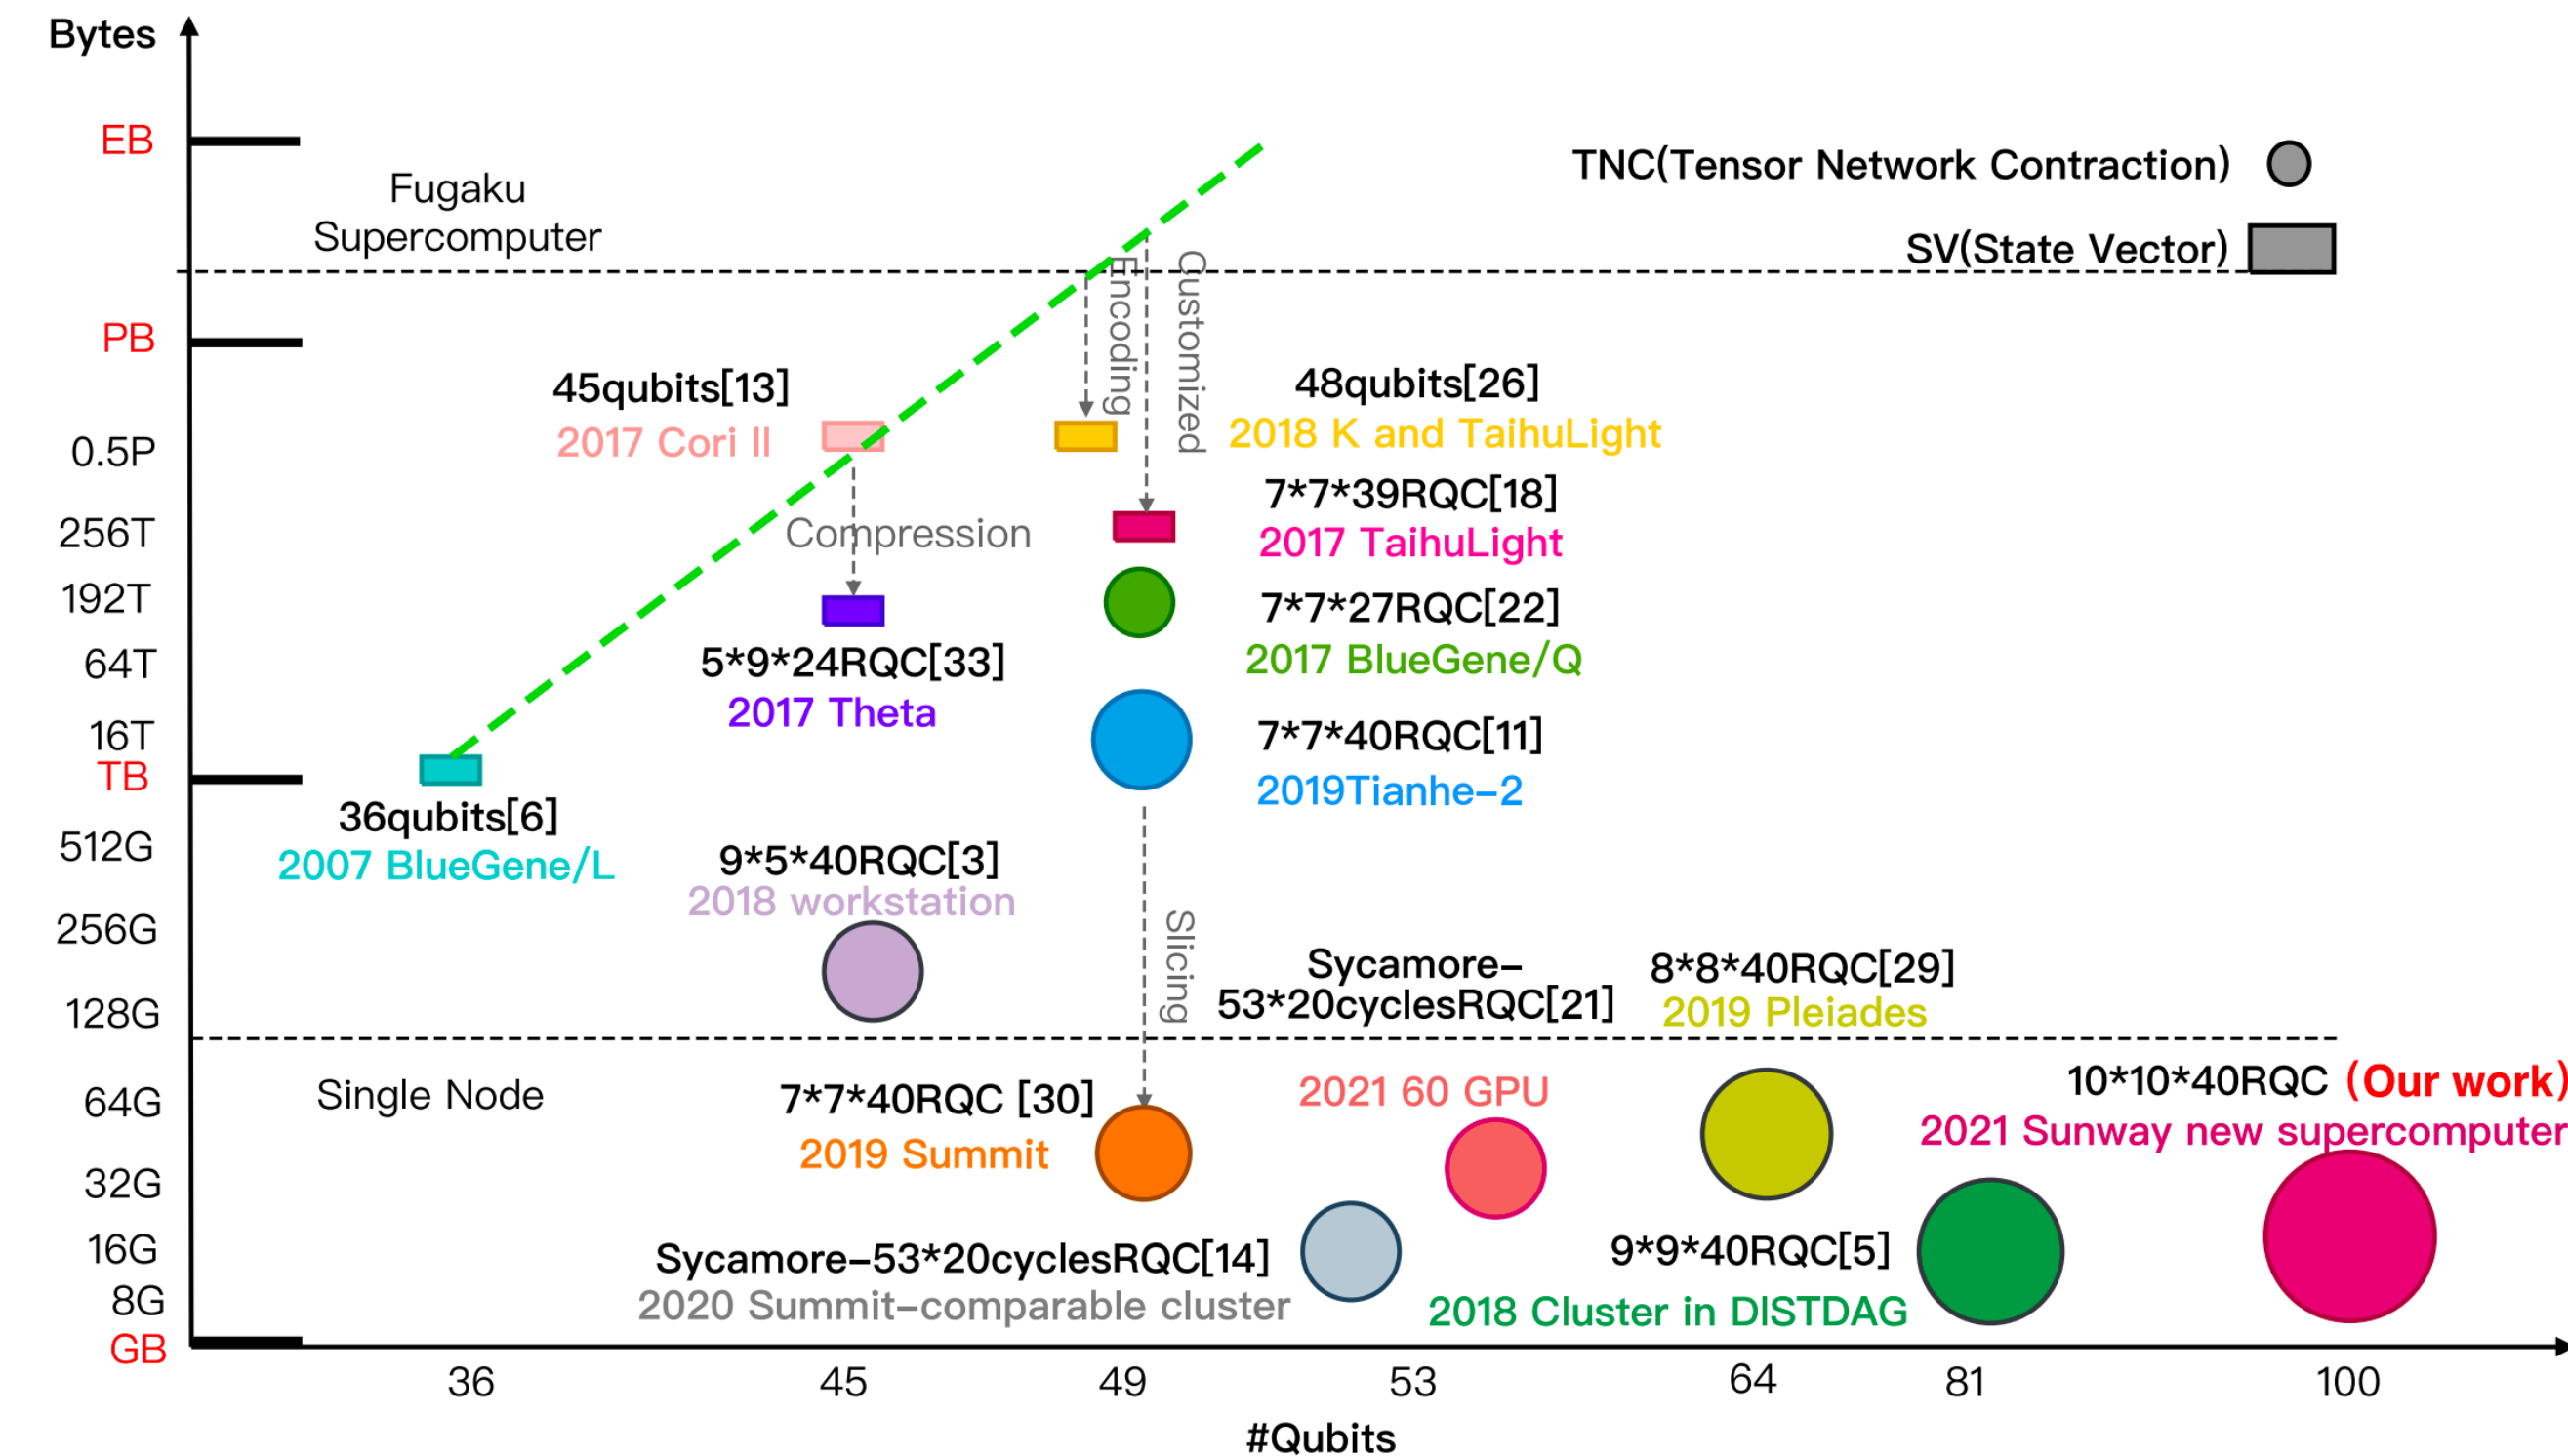 Bytes
EB
Fugaku
Supercomputer
TNC(Tensor Network Contraction)
SV(State Vector)
PB
Encoding
Customized
45qubits[13]
2017 Cori II
48qubits[26]
2018 K and TaihuLight
0.5P
7*7*39RQC[18]
2017 TaihuLight
256T
Compression
192T
7*7*27RQC[22]
2017 BlueGene/Q
64T
5*9*24RQC[33]
2017 Theta
16T
7*7*40RQC[11]
2019Tianhe–2
TB
36qubits[6]
2007 BlueGene/L
512G
9*5*40RQC[3]
2018 workstation
256G
Slicing
Sycamore–
53*20cyclesRQC[21]
8*8*40RQC[29]
2019 Pleiades
128G
Single Node
64G
7*7*40RQC [30]
2019 Summit
2021 60 GPU
10*10*40RQC (Our work)
2021 Sunway new supercomputer
32G
16G
Sycamore–53*20cyclesRQC[14]
2020 Summit–comparable cluster
9*9*40RQC[5]
2018 Cluster in DISTDAG
8G
GB
36 45 49 53 64 81 100
#Qubits